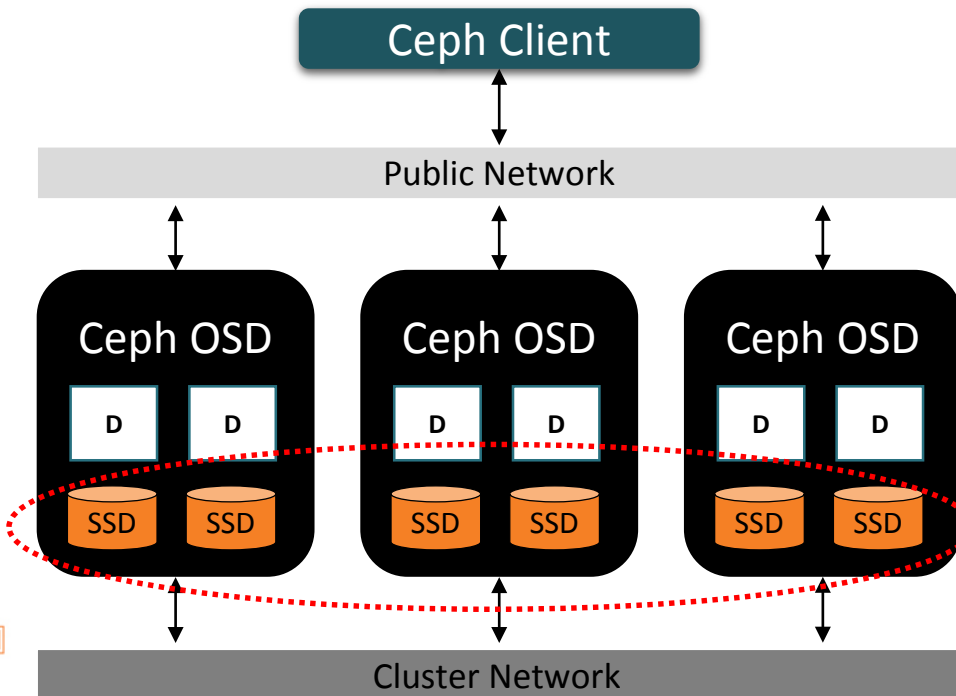 Ceph Client
Public Network
Ceph OSD Ceph OSD Ceph OSD
D D D D D D
SSD SSD SSD SSD SSD SSD
Cluster Network